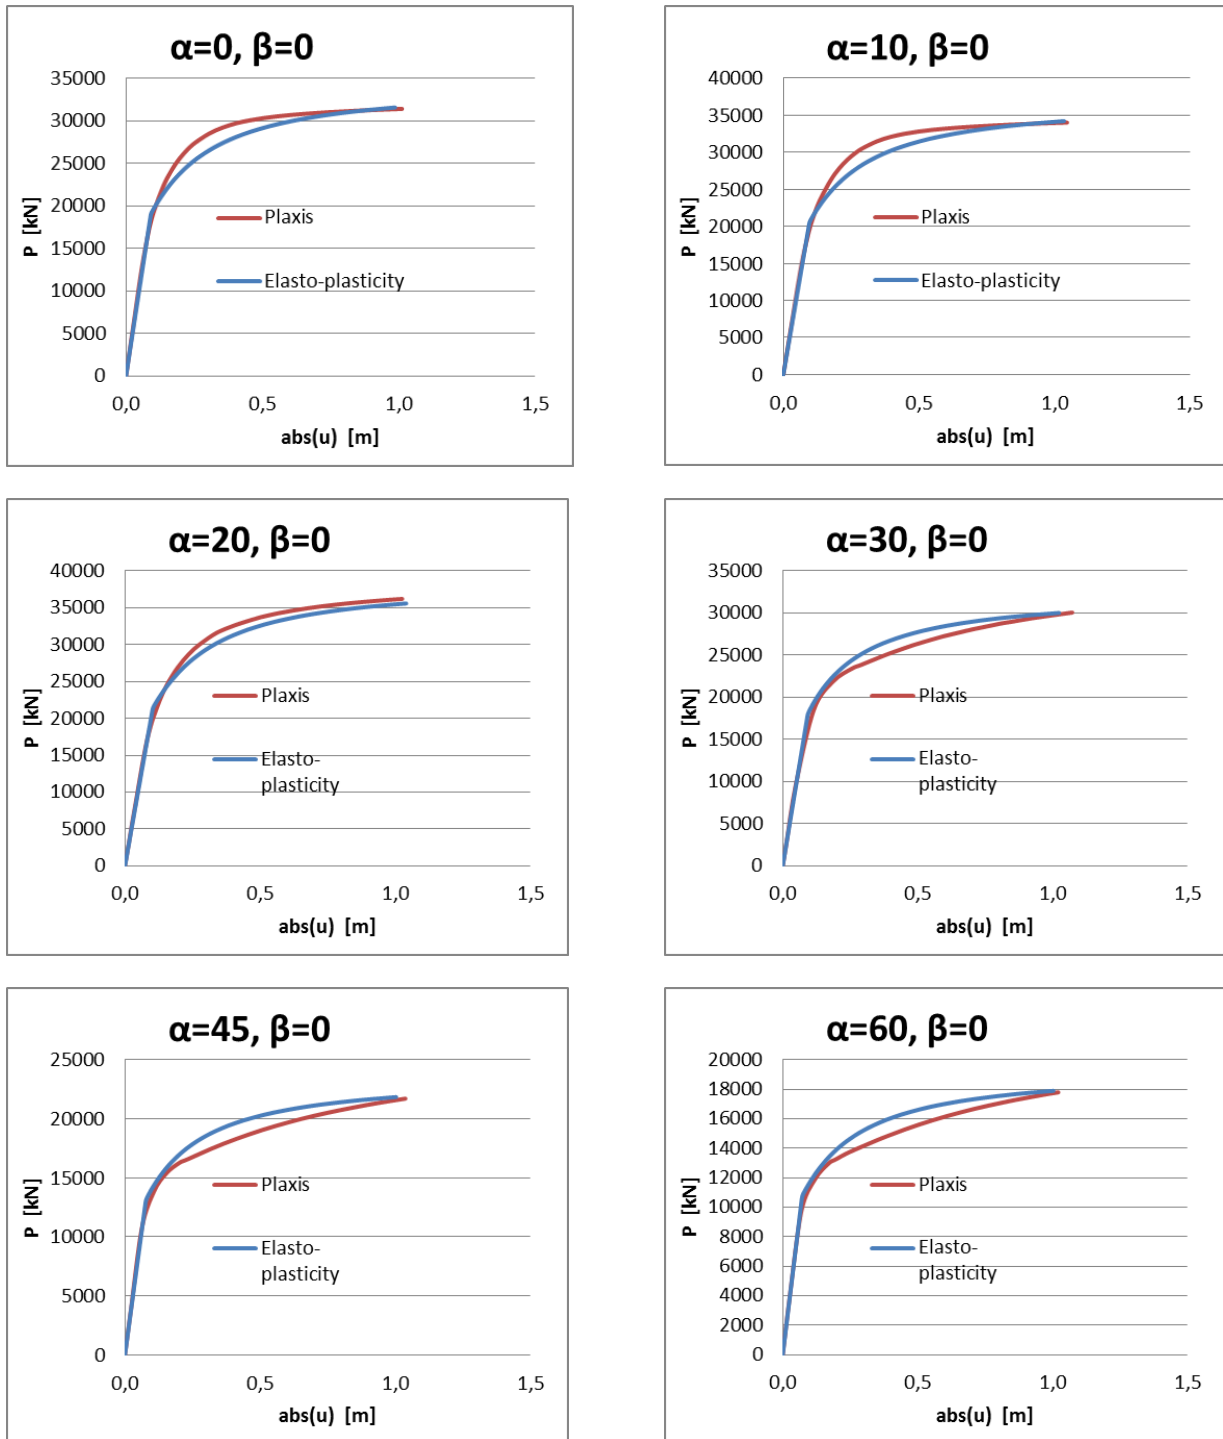 α=0, β=0
35000
30000
25000
20000
15000
10000
5000
0
P [kN]
Plaxis
Elasto-plasticity
0,0 0,5 1,0 1,5
abs(u) [m]
α=10, β=0
40000
35000
30000
25000
20000
15000
10000
5000
0
P [kN]
Plaxis
Elasto-plasticity
0,0 0,5 1,0 1,5
abs(u) [m]
α=20, β=0
40000
35000
30000
25000
20000
15000
10000
5000
0
P [kN]
Plaxis
Elasto-
plasticity
0,0 0,5 1,0 1,5
abs(u) [m]
α=30, β=0
35000
30000
25000
20000
15000
10000
5000
0
P [kN]
Plaxis
Elasto-
plasticity
0,0 0,5 1,0 1,5
abs(u) [m]
α=45, β=0
25000
20000
15000
10000
5000
0
P [kN]
Plaxis
Elasto-
plasticity
0,0 0,5 1,0 1,5
abs(u) [m]
α=60, β=0
20000
18000
16000
14000
12000
10000
8000
6000
4000
2000
0
P [kN]
Plaxis
Elasto-
plasticity
0,0 0,5 1,0 1,5
abs(u) [m]